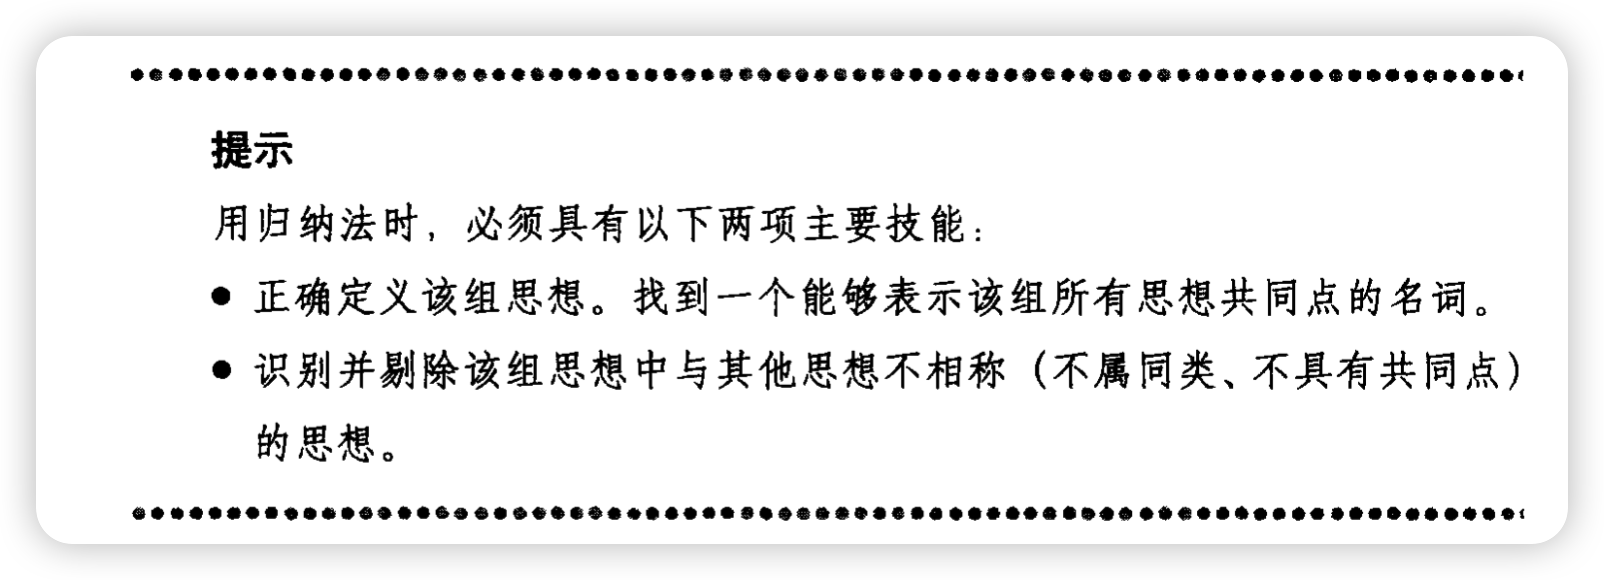 提示
用归纳法时，必须具有以下两项主要技能：
● 正确定义该组思想。找到一个能够表示该组所有思想共同点的名词。
● 识别并剔除该组思想中与其他思想不相称（不属同类、不具有共同点）
的思想。